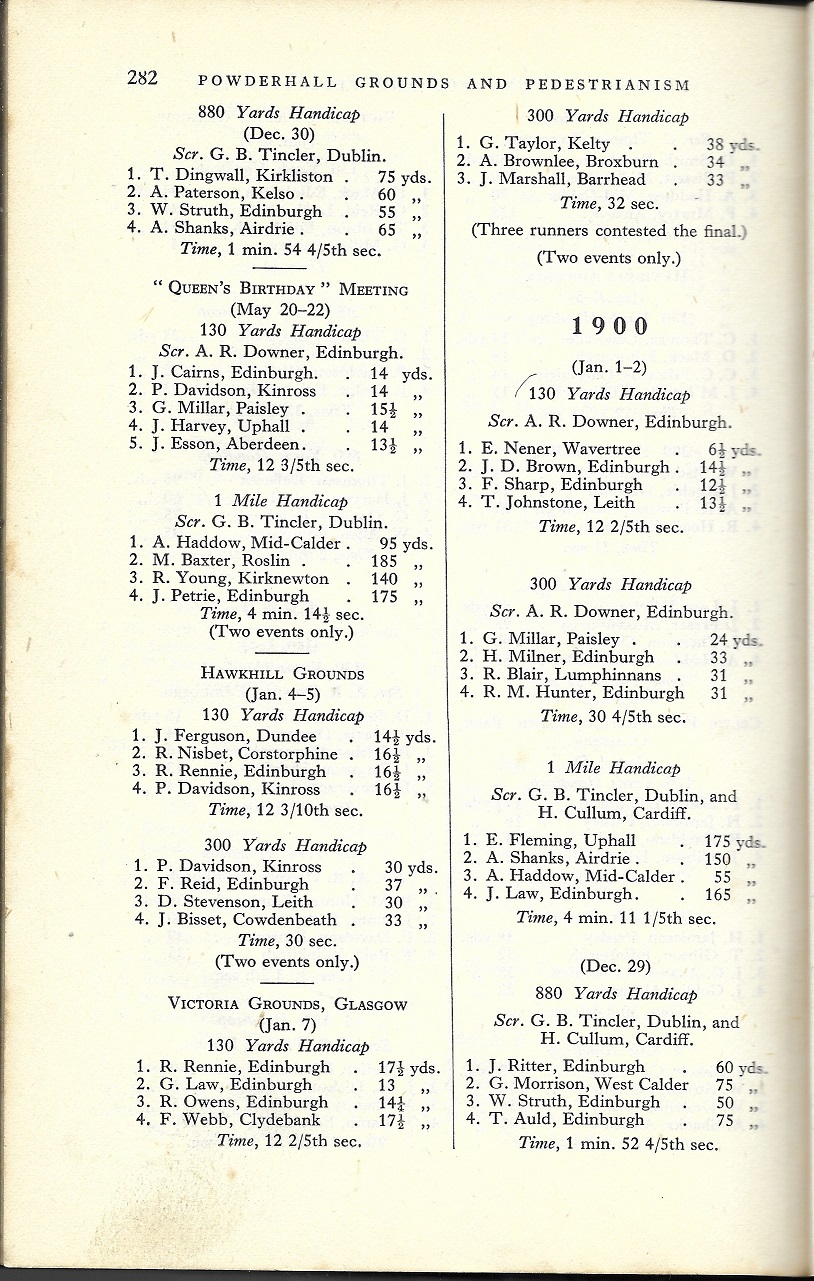 282 POWDERHALL GROUNDS AND PEDESTRIANISM
880 Yards Handicap
(Dec. 30)
Scr. G. B. Tincler, Dublin.
1. T. Dingwall, Kirkliston . 75 yds.
2. A. Paterson, Kelso . . 60 „
3. W. Struth, Edinburgh . 55 „
4. A. Shanks, Airdrie . . 65 „
Time, 1 min. 54 4/5th sec.
“ QUEEN'S BIRTHDAY ” MEETING
(May 20–22)
130 Yards Handicap
Scr. A. R. Downer, Edinburgh.
1. J. Cairns, Edinburgh. . 14 yds.
2. P. Davidson, Kinross . 14 „
3. G. Millar, Paisley . . 15½ „
4. J. Harvey, Uphall . . 14 „
5. J. Esson, Aberdeen. . 13½ „
Time, 12 3/5th sec.
1 Mile Handicap
Scr. G. B. Tincler, Dublin.
1. A. Haddow, Mid-Calder . 95 yds.
2. M. Baxter, Roslin . . 185 „
3. R. Young, Kirknewton . 140 „
4. J. Petrie, Edinburgh . 175 „
Time, 4 min. 14½ sec.
(Two events only.)
HAWKHILL GROUNDS
(Jan. 4–5)
130 Yards Handicap
1. J. Ferguson, Dundee . 14½ yds.
2. R. Nisbet, Corstorphine . 16½ „
3. R. Rennie, Edinburgh . 16½ „
4. P. Davidson, Kinross . 16½ „
Time, 12 3/10th sec.
300 Yards Handicap
1. P. Davidson, Kinross . 30 yds.
2. F. Reid, Edinburgh . 37 „
3. D. Stevenson, Leith . 30 „
4. J. Bisset, Cowdenbeath . 33 „
Time, 30 sec.
(Two events only.)
VICTORIA GROUNDS, GLASGOW
(Jan. 7)
130 Yards Handicap
1. R. Rennie, Edinburgh . 17½ yds.
2. G. Law, Edinburgh . 13 „
3. R. Owens, Edinburgh . 14¼ „
4. F. Webb, Clydebank . 17½ „
Time, 12 2/5th sec.
300 Yards Handicap
1. G. Taylor, Kelty . . 38 yds.
2. A. Brownlee, Broxburn . 34 „
3. J. Marshall, Barrhead . 33 „
Time, 32 sec.
(Three runners contested the final.)
(Two events only.)
1900
(Jan. 1–2)
130 Yards Handicap
Scr. A. R. Downer, Edinburgh.
1. E. Nener, Wavertree . 6½ yds.
2. J. D. Brown, Edinburgh . 14½ „
3. F. Sharp, Edinburgh . 12½ „
4. T. Johnstone, Leith . 13½ „
Time, 12 2/5th sec.
300 Yards Handicap
Scr. A. R. Downer, Edinburgh.
1. G. Millar, Paisley . . 24 yds.
2. H. Milner, Edinburgh . 33 „
3. R. Blair, Lumphinnans . 31 „
4. R. M. Hunter, Edinburgh 31 „
Time, 30 4/5th sec.
1 Mile Handicap
Scr. G. B. Tincler, Dublin, and
H. Cullum, Cardiff.
1. E. Fleming, Uphall . 175 yds.
2. A. Shanks, Airdrie . . 150 „
3. A. Haddow, Mid-Calder . 55 „
4. J. Law, Edinburgh. . 165 „
Time, 4 min. 11 1/5th sec.
(Dec. 29)
880 Yards Handicap
Scr. G. B. Tincler, Dublin, and
H. Cullum, Cardiff.
1. J. Ritter, Edinburgh . 60 yds.
2. G. Morrison, West Calder 75 „
3. W. Struth, Edinburgh . 50 „
4. T. Auld, Edinburgh . 75 „
Time, 1 min. 52 4/5th sec.